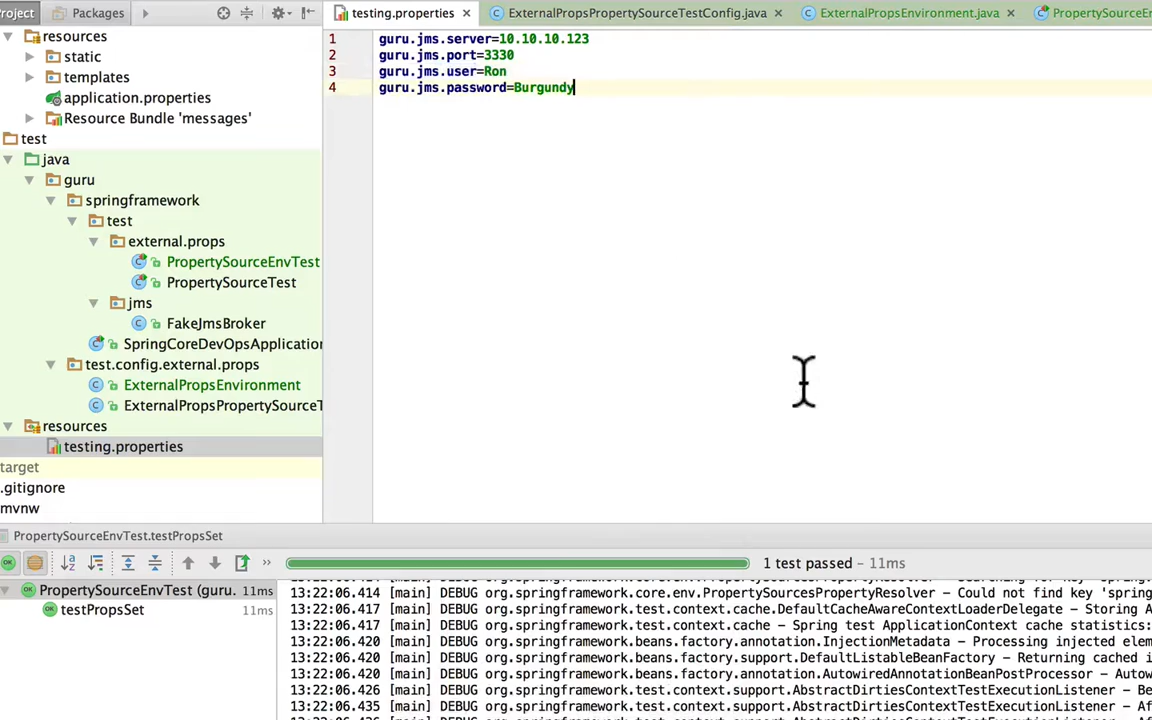 Project Packages
testing.properties ExternalPropsPropertySourceTestConfig.java ExternalPropsEnvironment.java PropertySourceEn
resources
static
templates
application.properties
Resource Bundle 'messages'
test
java
guru
springframework
test
external.props
PropertySourceEnvTest
PropertySourceTest
jms
FakeJmsBroker
SpringCoreDevOpsApplication
test.config.external.props
ExternalPropsEnvironment
ExternalPropsPropertySourceT
resources
testing.properties
target
.gitignore
mvnw
1 guru.jms.server=10.10.10.123
2 guru.jms.port=3330
3 guru.jms.user=Ron
4 guru.jms.password=Burgundy
PropertySourceEnvTest.testPropsSet
1 test passed – 11ms
PropertySourceEnvTest (guru. 11ms
testPropsSet 11ms
13:22:06.414 [main] DEBUG org.springframework.core.env.PropertySourcesPropertyResolver – Could not find key 'spring
13:22:06.417 [main] DEBUG org.springframework.test.context.cache.DefaultCacheAwareContextLoaderDelegate – Storing A
13:22:06.417 [main] DEBUG org.springframework.test.context.cache – Spring test ApplicationContext cache statistics:
13:22:06.420 [main] DEBUG org.springframework.beans.factory.annotation.InjectionMetadata – Processing injected elem
13:22:06.420 [main] DEBUG org.springframework.beans.factory.support.DefaultListableBeanFactory – Returning cached i
13:22:06.420 [main] DEBUG org.springframework.beans.factory.annotation.AutowiredAnnotationBeanPostProcessor – Autow
13:22:06.426 [main] DEBUG org.springframework.test.context.support.AbstractDirtiesContextTestExecutionListener – Be
13:22:06.435 [main] DEBUG org.springframework.test.context.support.AbstractDirtiesContextTestExecutionListener – Af